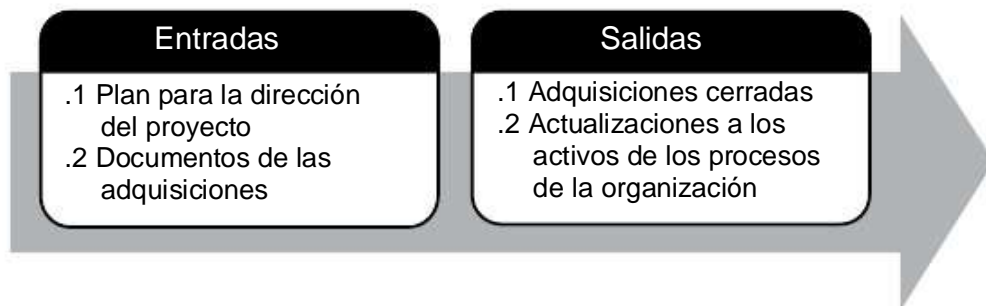 Entradas
.1 Plan para la dirección
del proyecto
.2 Documentos de las
adquisiciones
Salidas
.1 Adquisiciones cerradas
.2 Actualizaciones a los
activos de los procesos
de la organización